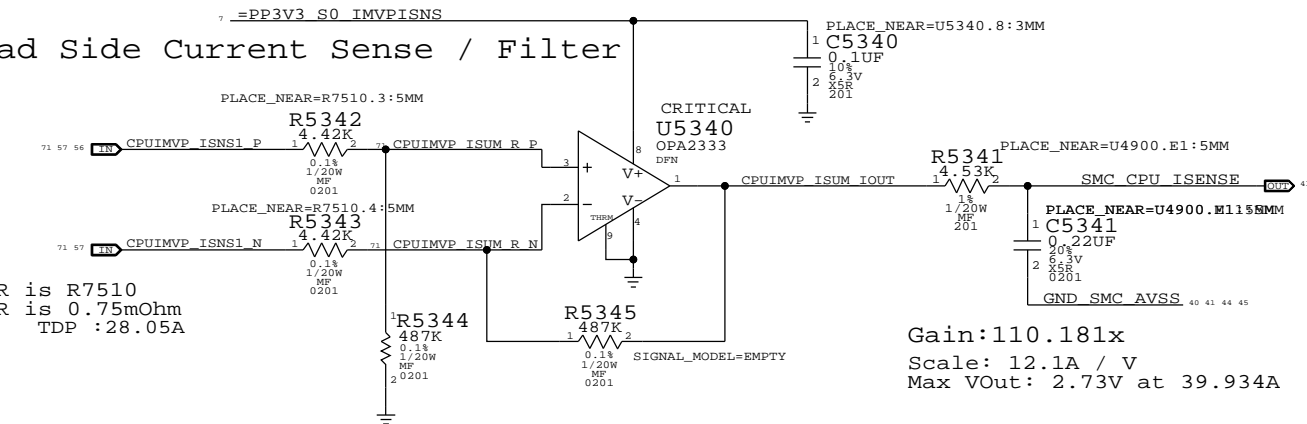 7 =PP3V3_S0_IMVPISNS
ad Side Current Sense / Filter
PLACE_NEAR=U5340.8:3MM
1 C5340
0.1UF
10%
6.3V
2 X5R
201
PLACE_NEAR=R7510.3:5MM
R5342
4.42K
71 57 56 IN CPUIMVP_ISNS1_P 1 2 71 CPUIMVP_ISUM_R_P
0.1%
1/20W
MF
0201
CRITICAL
U5340
OPA2333
DFN
8
3 +
V+
1
2 -
V-
THRM
4
9
CPUIMVP_ISUM_IOUT
PLACE_NEAR=U4900.E1:5MM
R5341
4.53K
1 2
1%
1/20W
MF
201
SMC_CPU_ISENSE OUT
PLACE_NEAR=R7510.4:5MM
R5343
4.42K
71 57 IN CPUIMVP_ISNS1_N 1 2 71 CPUIMVP_ISUM_R_N
0.1%
1/20W
MF
0201
1 C5341
0.22UF
20%
6.3V
2 X5R
0201
GND_SMC_AVSS 40 41 44 45
R is R7510
R is 0.75mOhm
TDP :28.05A
1 R5344
487K
0.1%
1/20W
MF
2 0201
R5345
487K
1 2
0.1%
1/20W
MF
0201
SIGNAL_MODEL=EMPTY
Gain:110.181x
Scale: 12.1A / V
Max VOut: 2.73V at 39.934A